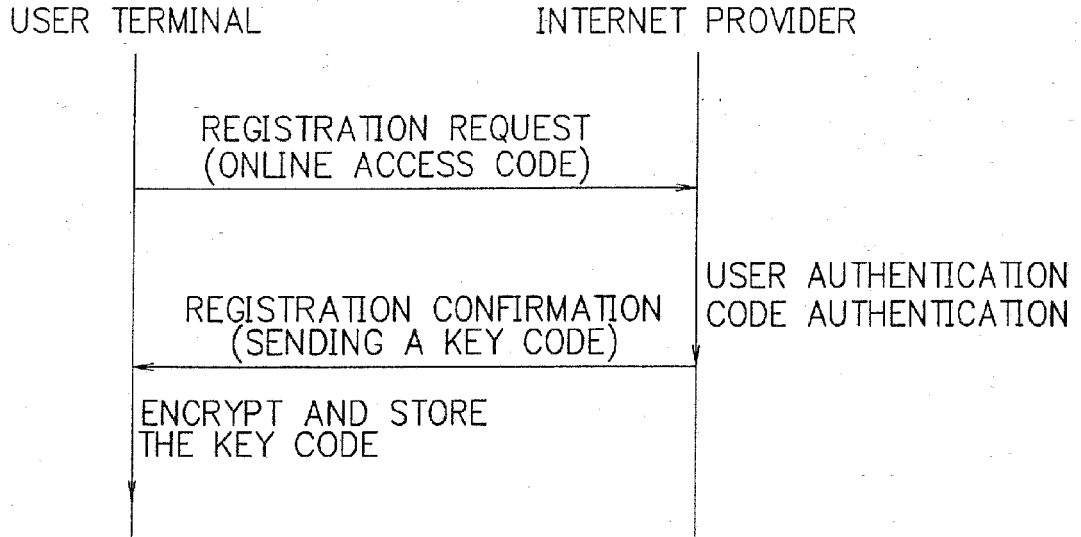 USER TERMINAL
INTERNET PROVIDER
REGISTRATION REQUEST
(ONLINE ACCESS CODE)
USER AUTHENTICATION
CODE AUTHENTICATION
REGISTRATION CONFIRMATION
(SENDING A KEY CODE)
ENCRYPT AND STORE
THE KEY CODE